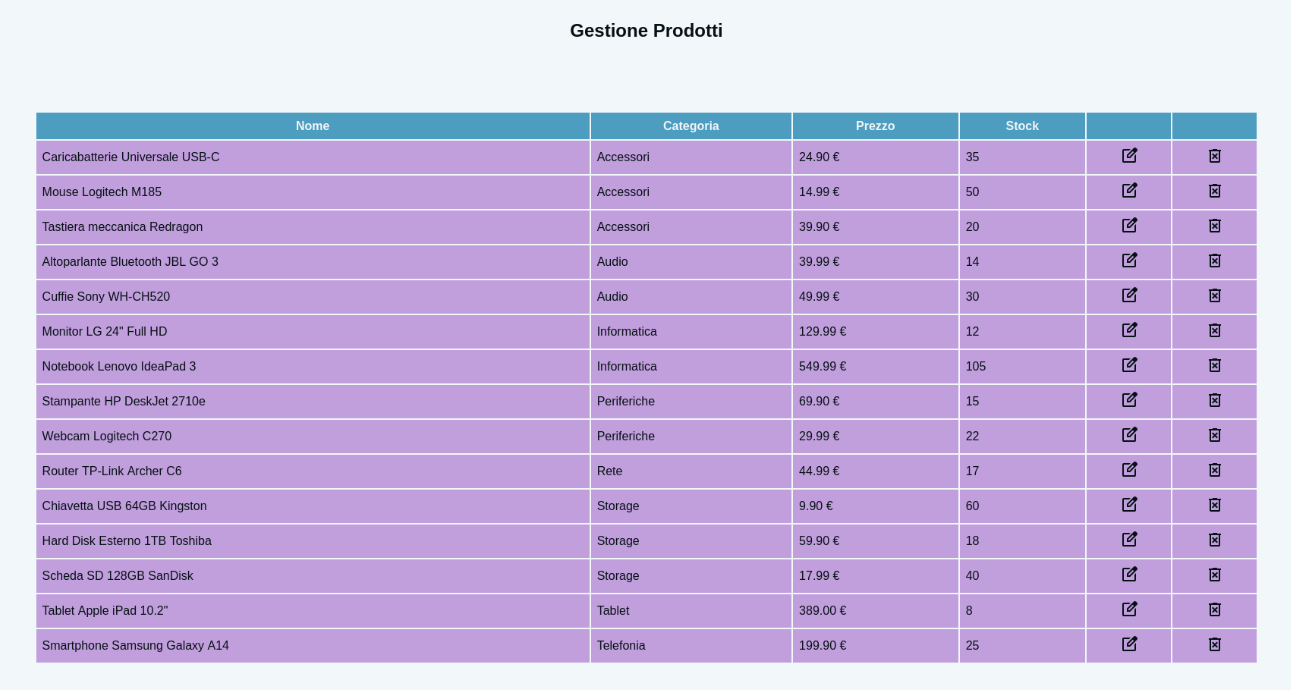 Gestione Prodotti
Nome Categoria Prezzo Stock
Caricabatterie Universale USB-C Accessori 24.90 € 35
Mouse Logitech M185 Accessori 14.99 € 50
Tastiera meccanica Redragon Accessori 39.90 € 20
Altoparlante Bluetooth JBL GO 3 Audio 39.99 € 14
Cuffie Sony WH-CH520 Audio 49.99 € 30
Monitor LG 24" Full HD Informatica 129.99 € 12
Notebook Lenovo IdeaPad 3 Informatica 549.99 € 105
Stampante HP DeskJet 2710e Periferiche 69.90 € 15
Webcam Logitech C270 Periferiche 29.99 € 22
Router TP-Link Archer C6 Rete 44.99 € 17
Chiavetta USB 64GB Kingston Storage 9.90 € 60
Hard Disk Esterno 1TB Toshiba Storage 59.90 € 18
Scheda SD 128GB SanDisk Storage 17.99 € 40
Tablet Apple iPad 10.2" Tablet 389.00 € 8
Smartphone Samsung Galaxy A14 Telefonia 199.90 € 25